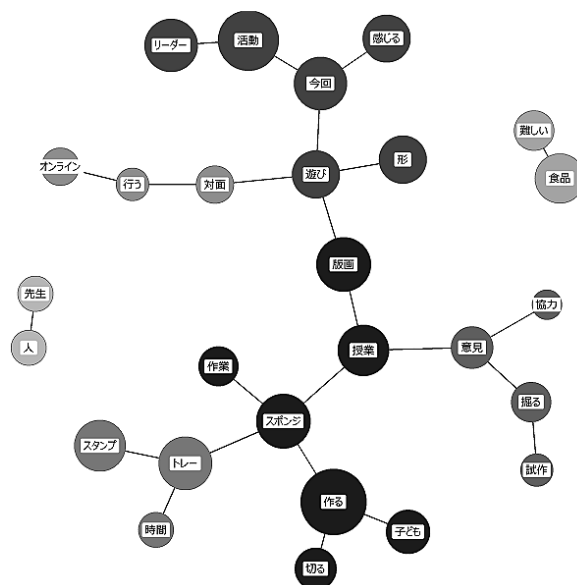 リーダー
活動
感じる
今回
難しい
食品
オンライン
行う
対面
遊び
形
版画
先生
人
協力
授業
意見
作業
掘る
スポンジ
スタンプ
トレー
試作
作る
時間
子ども
切る